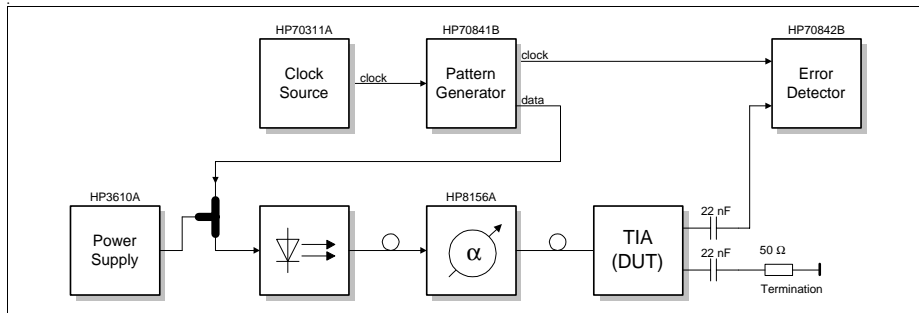 HP70311A
HP70841B
HP70842B
Clock
Source
clock
Pattern
Generator
clock
data
Error
Detector
HP3610A
HP8156A
Power
Supply
α
TIA
(DUT)
22 nF
22 nF
50 Ω
Termination